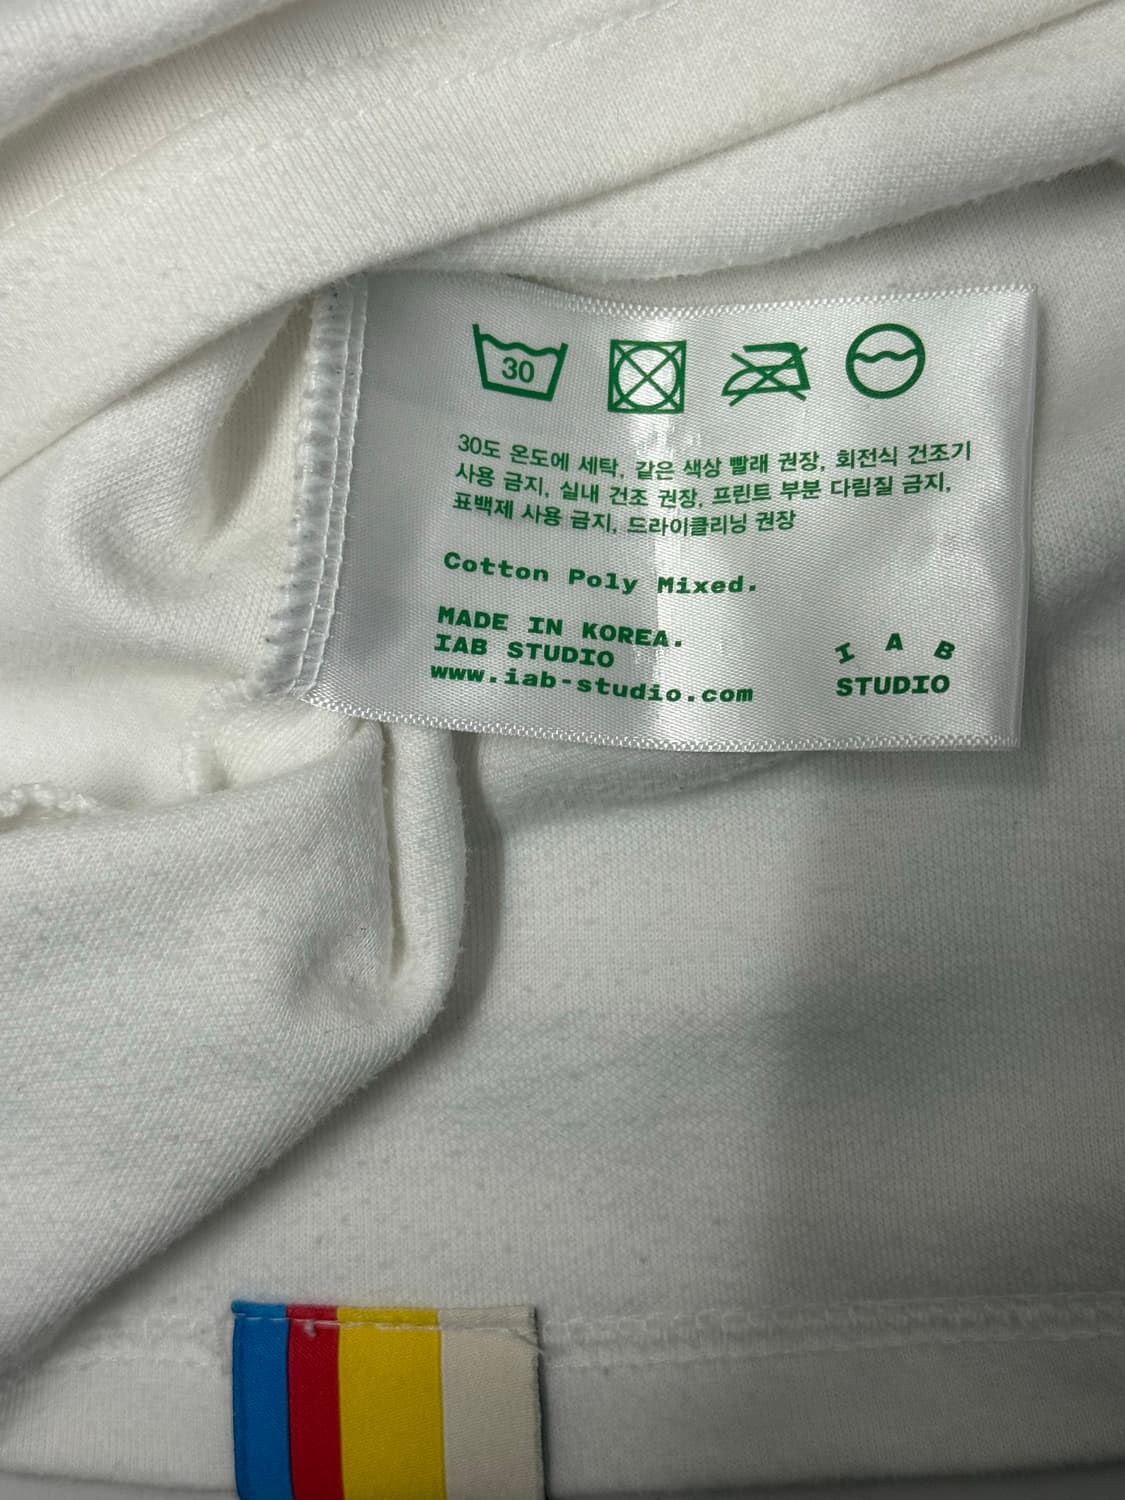 30
30도 온도에 세탁, 같은 색상 빨래 권장, 회전식 건조기
사용 금지, 실내 건조 권장, 프린트 부분 다림질 금지,
표백제 사용 금지, 드라이클리닝 권장
Cotton Poly Mixed.
MADE IN KOREA.
IAB STUDIO
www.iab-studio.com
I A B
STUDIO